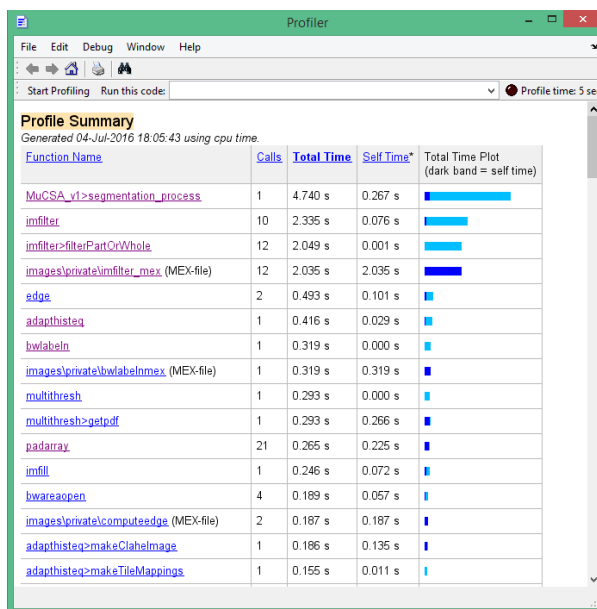 Profiler
File Edit Debug Window Help
Start Profiling Run this code: Profile time: 5 se
Profile Summary
Generated 04-Jul-2016 18:05:43 using cpu time.
Function Name Calls Total Time Self Time* Total Time Plot
(dark band = self time)
MuCSA_v1>segmentation_process 1 4.740 s 0.267 s
imfilter 10 2.335 s 0.076 s
imfilter>filterPartOrWhole 12 2.049 s 0.001 s
images\private\imfilter_mex (MEX-file) 12 2.035 s 2.035 s
edge 2 0.493 s 0.101 s
adapthisteq 1 0.416 s 0.029 s
bwlabeln 1 0.319 s 0.000 s
images\private\bwlabelnmex (MEX-file) 1 0.319 s 0.319 s
multithresh 1 0.293 s 0.000 s
multithresh>getpdf 1 0.293 s 0.266 s
padarray 21 0.265 s 0.225 s
imfill 1 0.246 s 0.072 s
bwareaopen 4 0.189 s 0.057 s
images\private\computeedge (MEX-file) 2 0.187 s 0.187 s
adapthisteq>makeClaheImage 1 0.186 s 0.135 s
adapthisteq>makeTileMappings 1 0.155 s 0.011 s